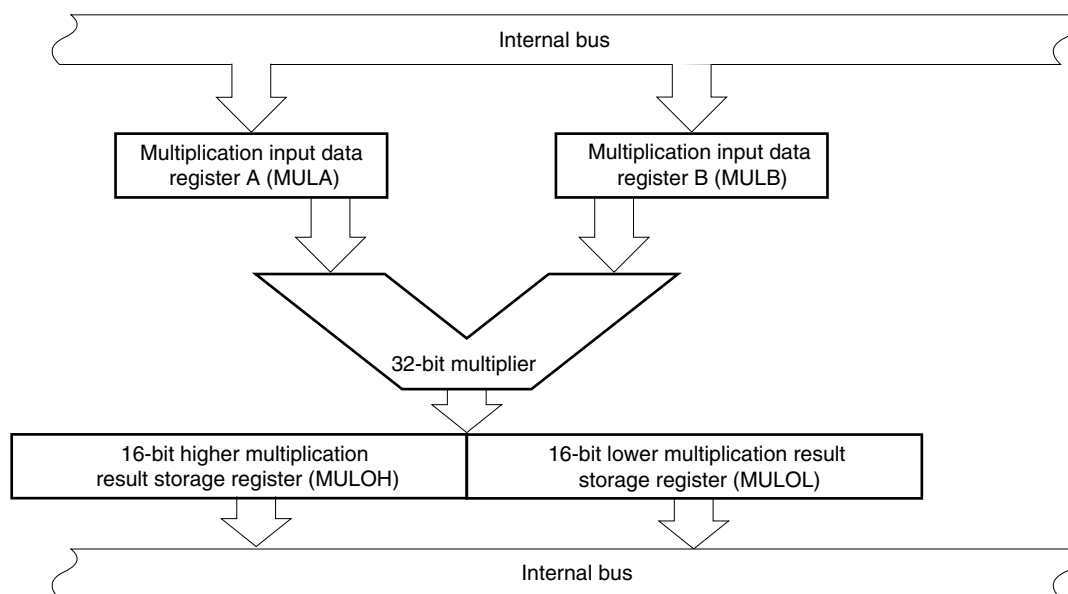 Internal bus
Multiplication input data
register A (MULA)
Multiplication input data
register B (MULB)
32-bit multiplier
16-bit higher multiplication
result storage register (MULOH)
16-bit lower multiplication result
storage register (MULOL)
Internal bus